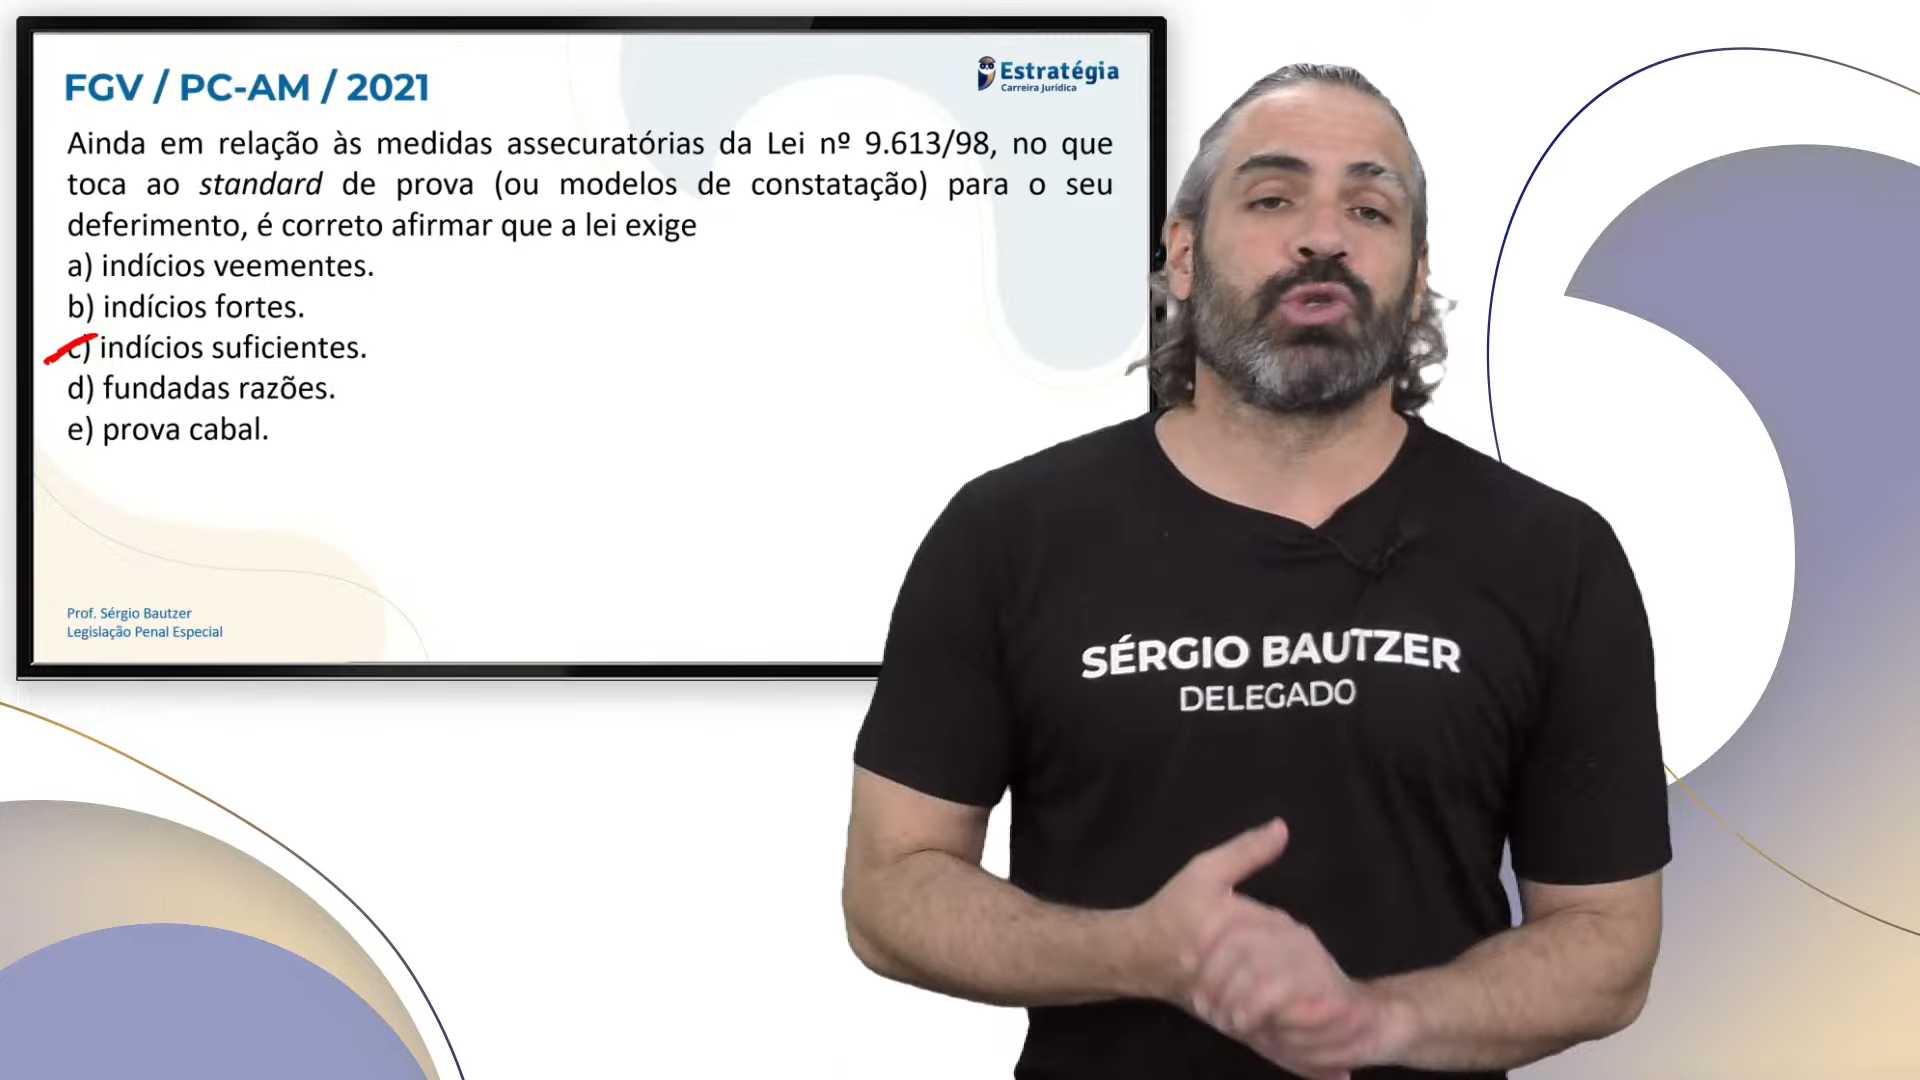 FGV / PC-AM / 2021
Estratégia
Carreira Jurídica
Ainda em relação às medidas assecuratórias da Lei nº 9.613/98, no que
toca ao standard de prova (ou modelos de constatação) para o seu
deferimento, é correto afirmar que a lei exige
a) indícios veementes.
b) indícios fortes.
c) indícios suficientes.
d) fundadas razões.
e) prova cabal.
Prof. Sérgio Bautzer
Legislação Penal Especial
SÉRGIO BAUTZER
DELEGADO